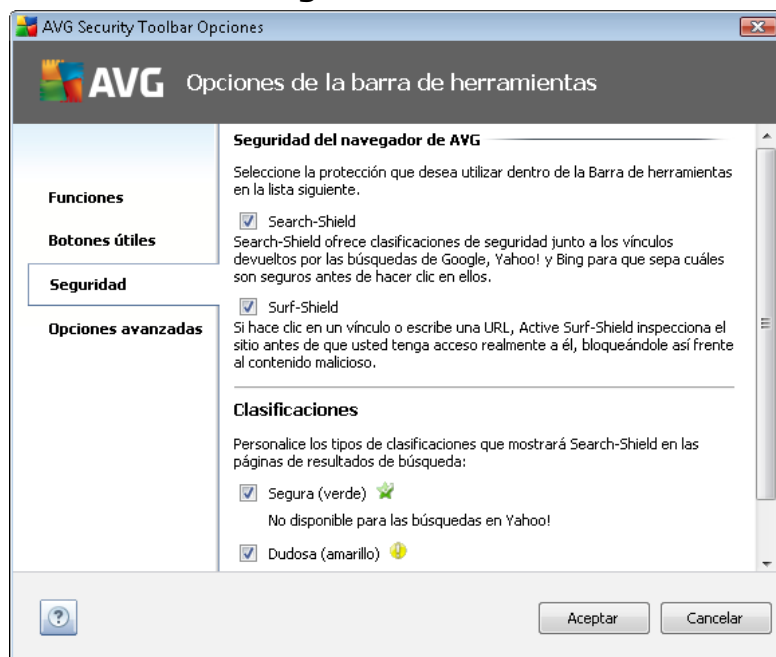 AVG Security Toolbar Opciones
AVG Opciones de la barra de herramientas
Funciones
Botones útiles
Seguridad
Opciones avanzadas
Seguridad del navegador de AVG
Seleccione la protección que desea utilizar dentro de la Barra de herramientas
en la lista siguiente.
Search-Shield
Search-Shield ofrece clasificaciones de seguridad junto a los vínculos
devueltos por las búsquedas de Google, Yahoo! y Bing para que sepa cuáles
son seguros antes de hacer clic en ellos.
Surf-Shield
Si hace clic en un vínculo o escribe una URL, Active Surf-Shield inspecciona el
sitio antes de que usted tenga acceso realmente a él, bloqueándole así frente
al contenido malicioso.
Clasificaciones
Personalice los tipos de clasificaciones que mostrará Search-Shield en las
páginas de resultados de búsqueda:
Segura (verde)
No disponible para las búsquedas en Yahoo!
Dudosa (amarillo)
?
Aceptar
Cancelar